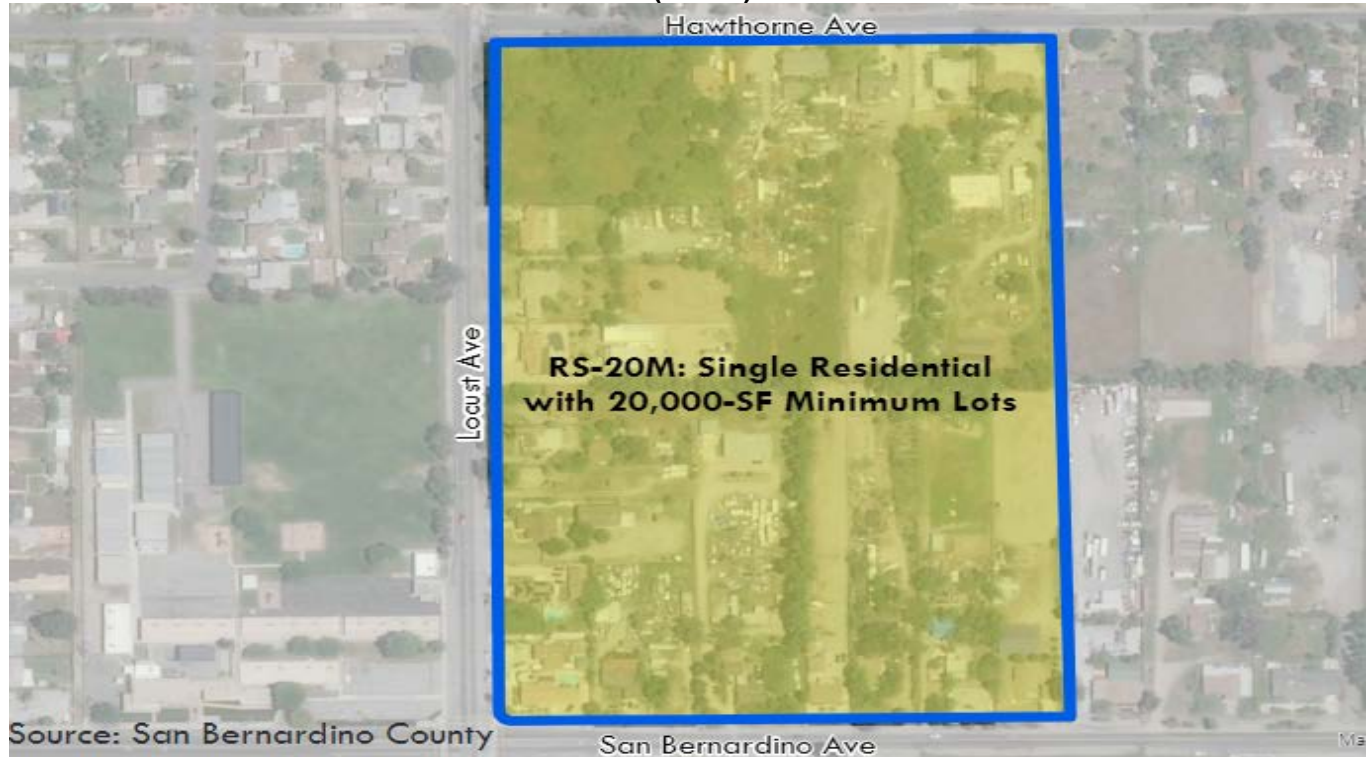 Hawthorne Ave
Locust Ave
RS-20M: Single Residential
with 20,000-SF Minimum Lots
Source: San Bernardino County
San Bernardino Ave
Ma